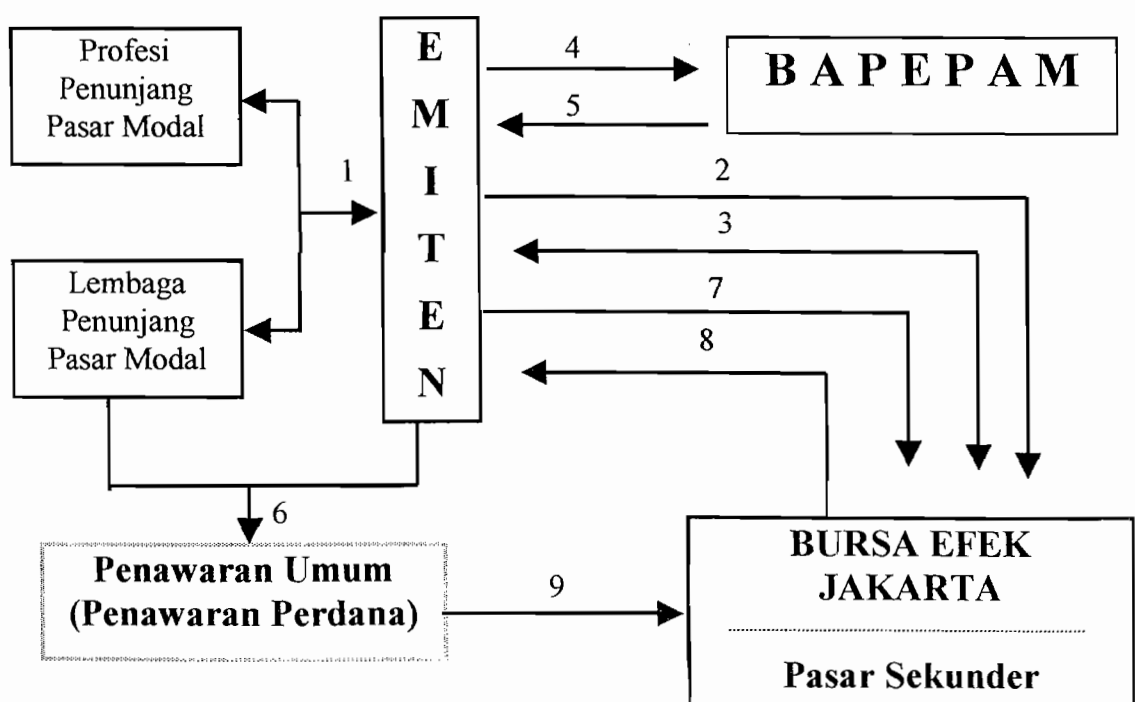 Profesi
Penunjang
Pasar Modal
1
Lembaga
Penunjang
Pasar Modal
E
M
I
T
E
N
4
B A P E P A M
5
2
3
7
8
6
Penawaran Umum
(Penawaran Perdana)
9
BURSA EFEK
JAKARTA
Pasar Sekunder